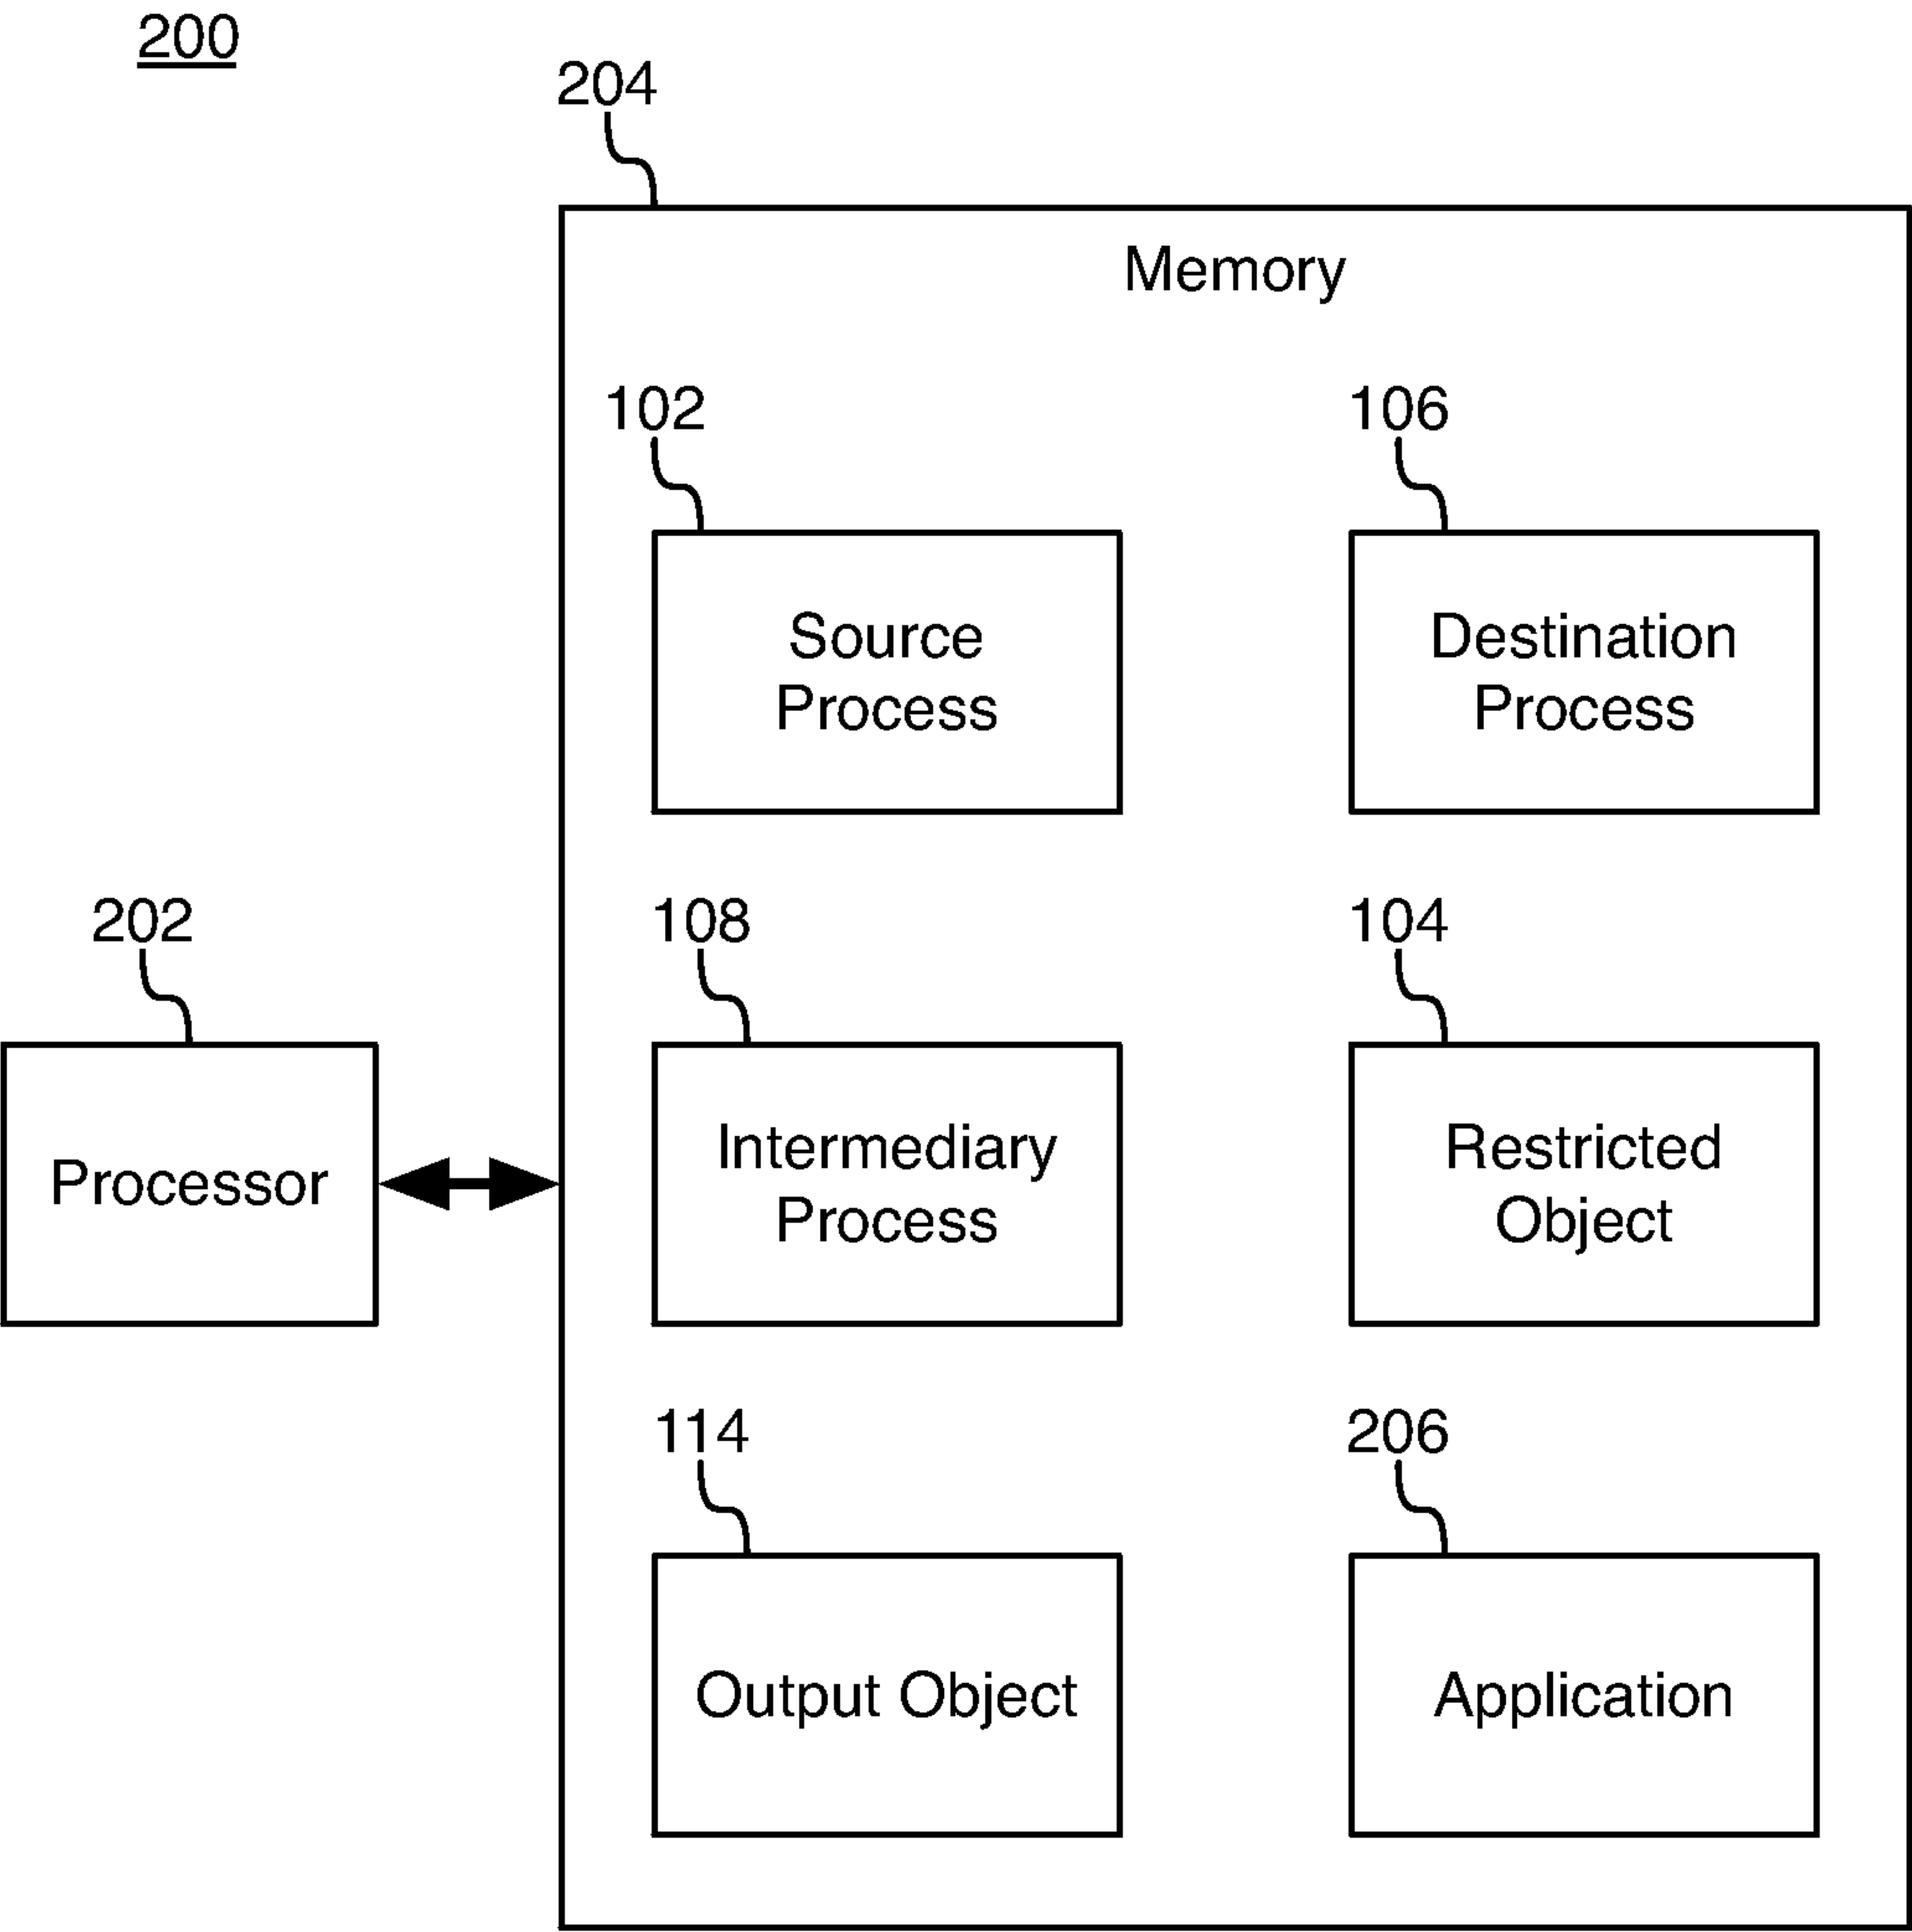 200
204
Memory
102
106
Source
Process
Destination
Process
202
108
104
Processor
Intermediary
Process
Restricted
Object
114
206
Output Object
Application